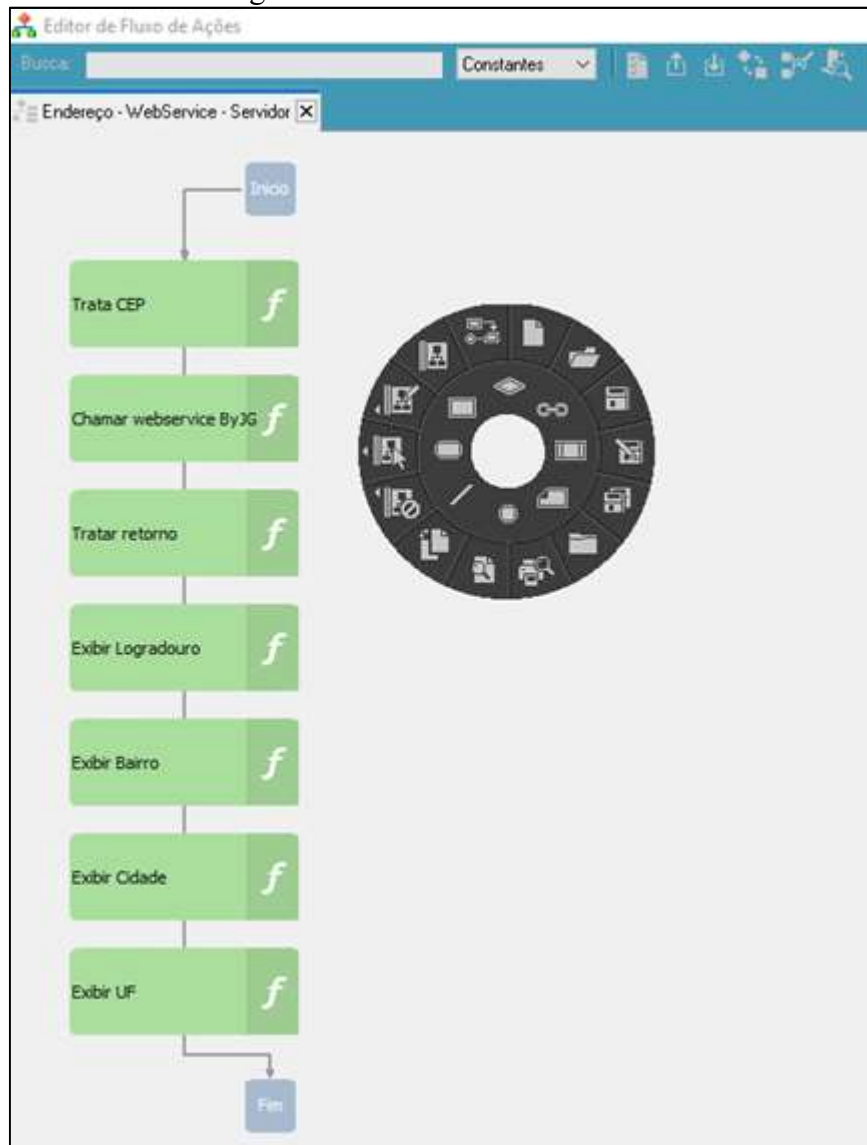 Editor de Fluxo de Ações
Busca:
Constantes
Endereço - WebService - Servidor
Inicio
Trata CEP
Chamar webservice ByJG
Tratar retorno
Exibir Logradouro
Exibir Bairro
Exibir Cidade
Exibir UF
Fim